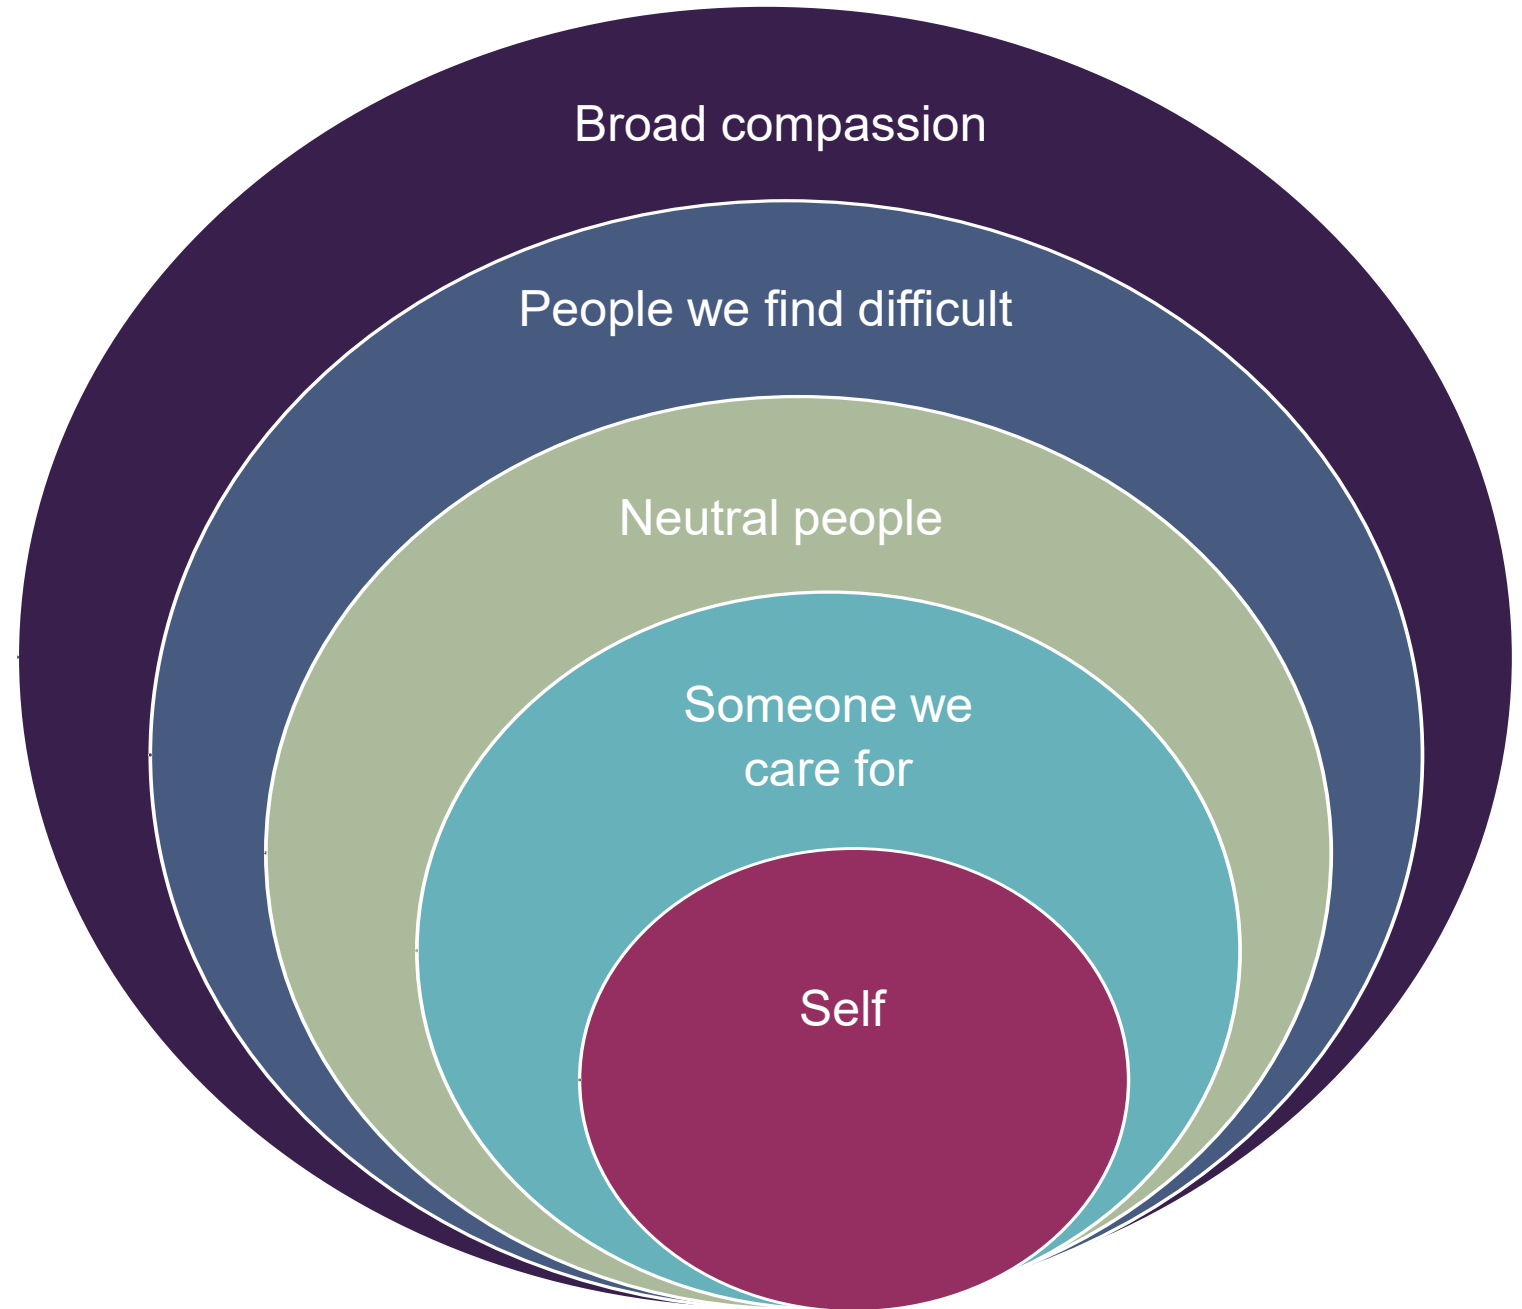 Broad compassion
People we find difficult
Neutral people
Someone we
care for
Self